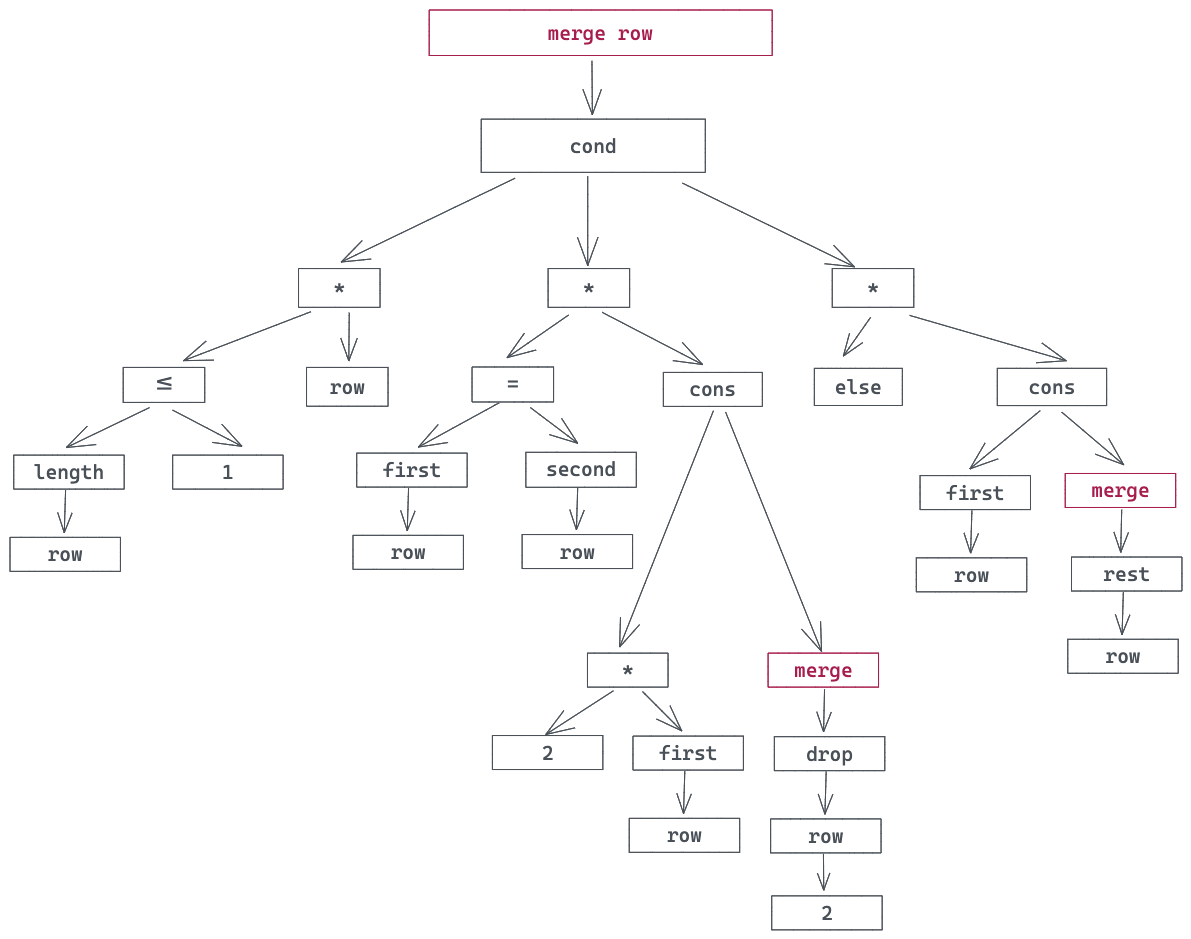 merge row
cond
*
*
*
≤
row
=
cons
else
cons
length
1
first
second
first
merge
row
row
row
row
rest
row
*
merge
2
first
drop
row
row
2